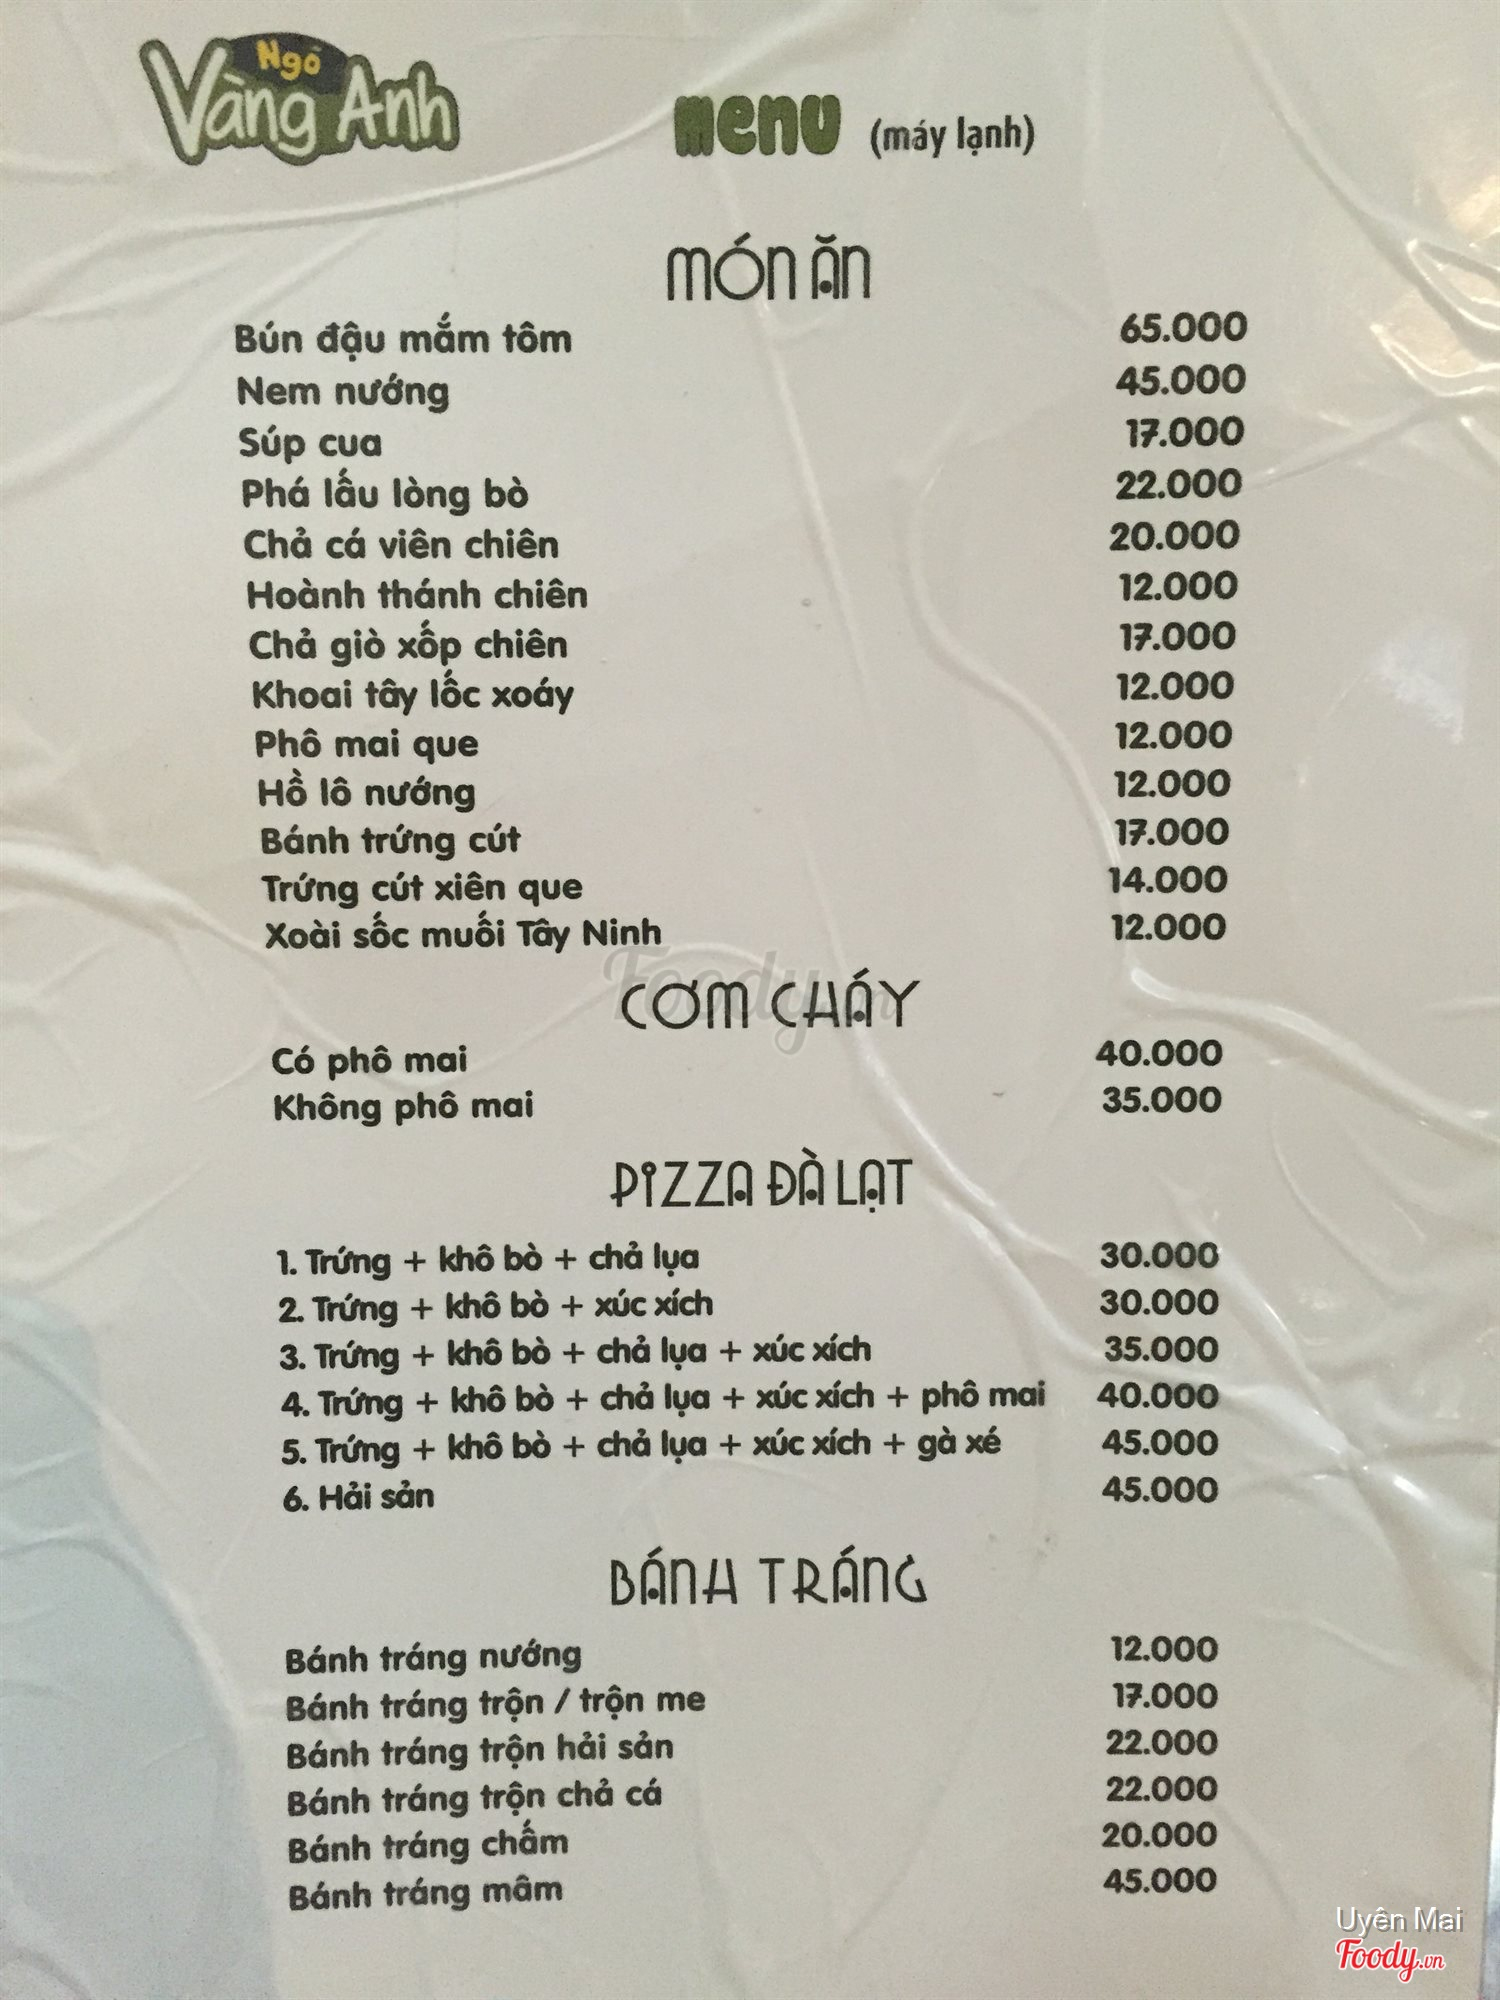 Ngõ
Vàng Anh
menu (máy lạnh)
MÓN ĂN
Bún đậu mắm tôm 65.000
Nem nướng 45.000
Súp cua 17.000
Phá lấu lòng bò 22.000
Chả cá viên chiên 20.000
Hoành thánh chiên 12.000
Chả giò xốp chiên 17.000
Khoai tây lốc xoáy 12.000
Phô mai que 12.000
Hồ lô nướng 12.000
Bánh trứng cút 17.000
Trứng cút xiên que 14.000
Xoài sốc muối Tây Ninh 12.000
Foody.vn
CƠM CHÁY
Có phô mai 40.000
Không phô mai 35.000
PIZZA ĐÀ LẠT
1. Trứng + khô bò + chả lụa 30.000
2. Trứng + khô bò + xúc xích 30.000
3. Trứng + khô bò + chả lụa + xúc xích 35.000
4. Trứng + khô bò + chả lụa + xúc xích + phô mai 40.000
5. Trứng + khô bò + chả lụa + xúc xích + gà xé 45.000
6. Hải sản 45.000
BÁNH TRÁNG
Bánh tráng nướng 12.000
Bánh tráng trộn / trộn me 17.000
Bánh tráng trộn hải sản 22.000
Bánh tráng trộn chả cá 22.000
Bánh tráng chấm 20.000
Bánh tráng mâm 45.000
Uyên Mai
Foody.vn